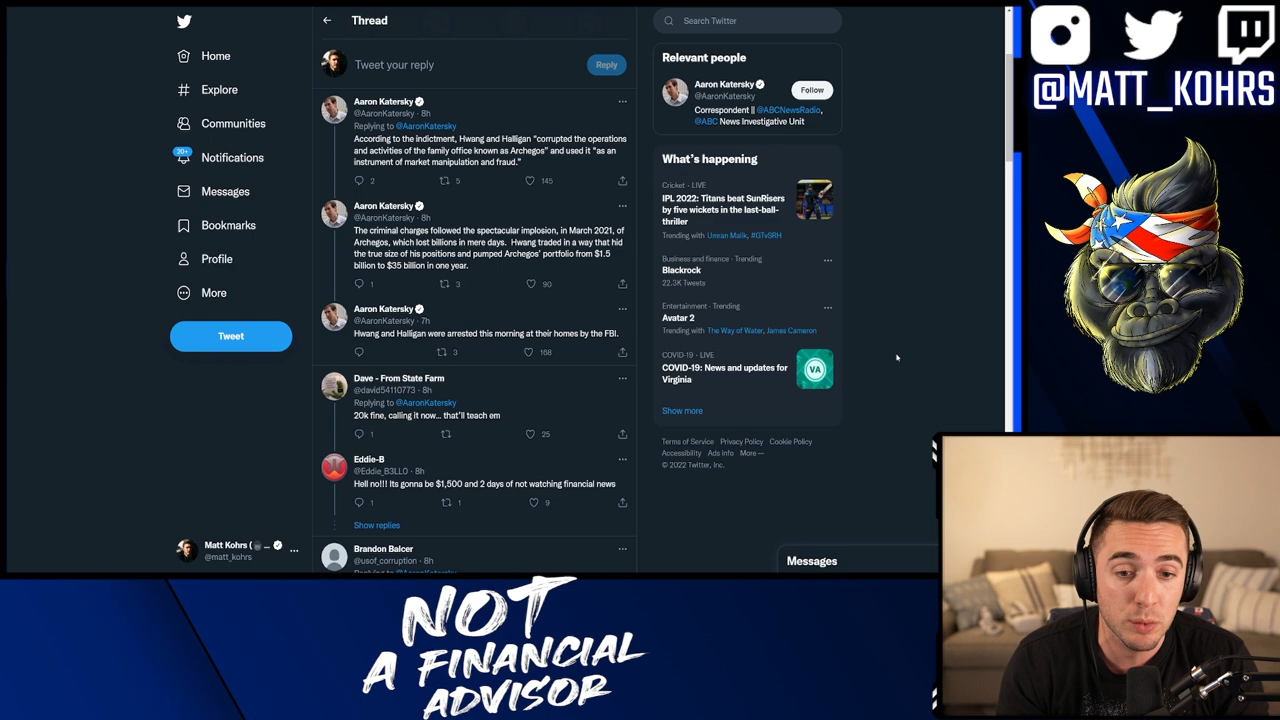 Home
Explore
Communities
20+
Notifications
Messages
Bookmarks
Profile
More
Tweet
Matt Kohrs
@matt_kohrs
Thread
Tweet your reply
Reply
Aaron Katersky
@AaronKatersky · 8h
Replying to @AaronKatersky
According to the indictment, Hwang and Halligan "corrupted the operations
and activities of the family office known as Archegos" and used it "as an
instrument of market manipulation and fraud."
2 5 145
Aaron Katersky
@AaronKatersky · 8h
The criminal charges followed the spectacular implosion, in March 2021, of
Archegos, which lost billions in mere days. Hwang traded in a way that hid
the true size of his positions and pumped Archegos' portfolio from $1.5
billion to $35 billion in one year.
1 3 90
Aaron Katersky
@AaronKatersky · 7h
Hwang and Halligan were arrested this morning at their homes by the FBI.
3 168
Dave - From State Farm
@david54110773 · 8h
Replying to @AaronKatersky
20k fine, calling it now... that'll teach em
1 25
Eddie-B
@Eddie_B3LL0 · 8h
Hell no!!! Its gonna be $1,500 and 2 days of not watching financial news
1 1 9
Show replies
Brandon Balcer
@usof_corruption · 8h
Replying to @AaronKatersky
Search Twitter
Relevant people
Aaron Katersky
@AaronKatersky
Follow
Correspondent || @ABCNewsRadio,
@ABC News Investigative Unit
What's happening
Cricket · LIVE
IPL 2022: Titans beat SunRisers
by five wickets in the last-ball-
thriller
Trending with Umran Malik, #GTvSRH
Business and finance · Trending
Blackrock
22.3K Tweets
Entertainment · Trending
Avatar 2
Trending with The Way of Water, James Cameron
COVID-19 · LIVE
COVID-19: News and updates for
Virginia
VA
Show more
Terms of Service Privacy Policy Cookie Policy
Accessibility Ads info More
© 2022 Twitter, Inc.
Messages
@MATT_KOHRS
NOT
A FINANCIAL
ADVISOR